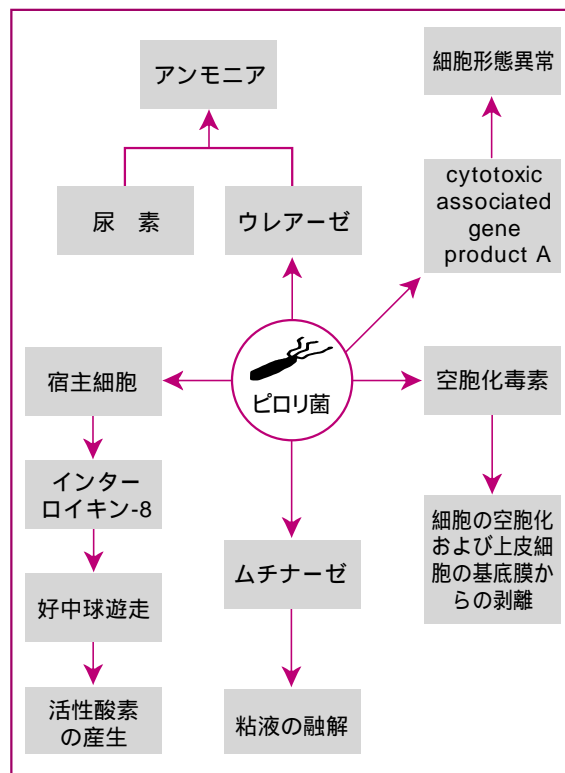 アンモニア
細胞形態異常
尿　素
ウレアーゼ
cytotoxic
associated
gene
product A
宿主細胞
ピロリ菌
空胞化毒素
インター
ロイキン-8
細胞の空胞化
および上皮細
胞の基底膜か
らの剥離
ムチナーゼ
好中球遊走
活性酸素
の産生
粘液の融解